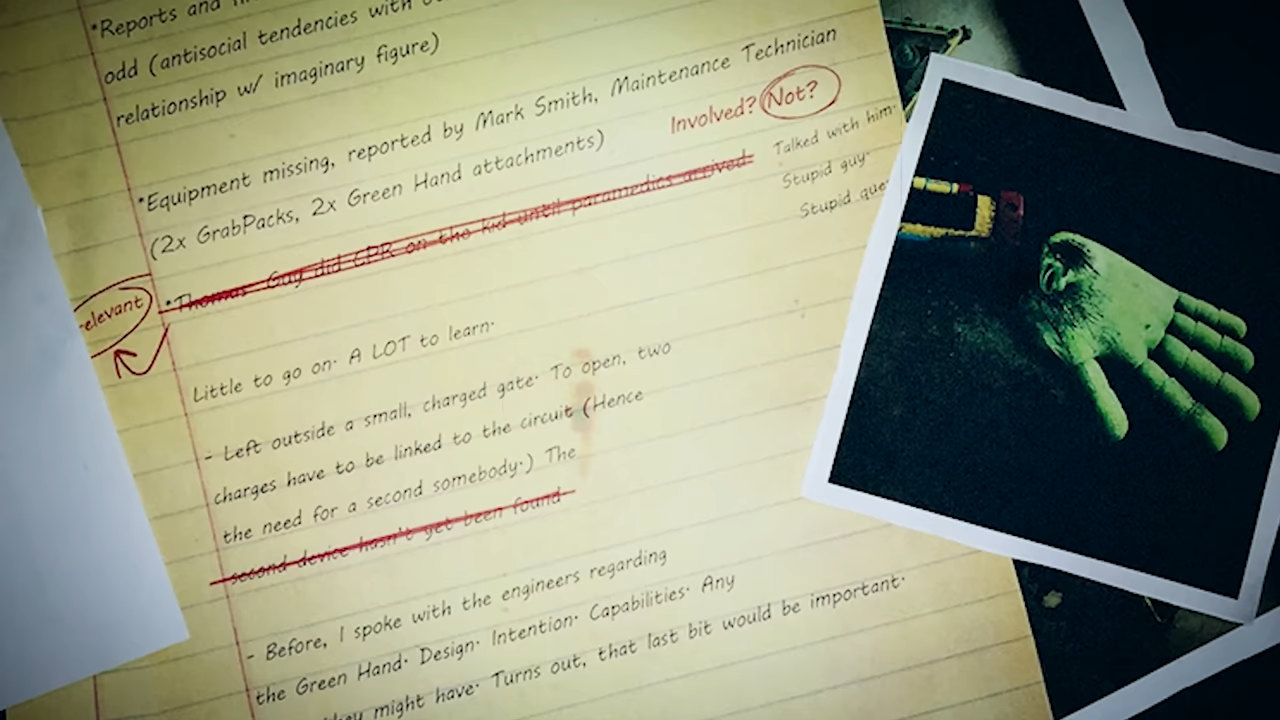 *Reports and
odd (antisocial tendencies with
relationship w/ imaginary figure)
*Equipment missing, reported by Mark Smith, Maintenance Technician
(2x GrabPacks, 2x Green Hand attachments)
Involved? Not?
Talked with him.
Stupid guy.
Stupid que
*Thomas Guy did CPR on the kid until paramedics arrived.
relevant
Little to go on. A LOT to learn.
- Left outside a small, charged gate. To open, two
charges have to be linked to the circuit (Hence
the need for a second somebody.) The
second device hasn't yet been found.
- Before, I spoke with the engineers regarding
the Green Hand. Design. Intention. Capabilities. Any
they might have. Turns out, that last bit would be important.